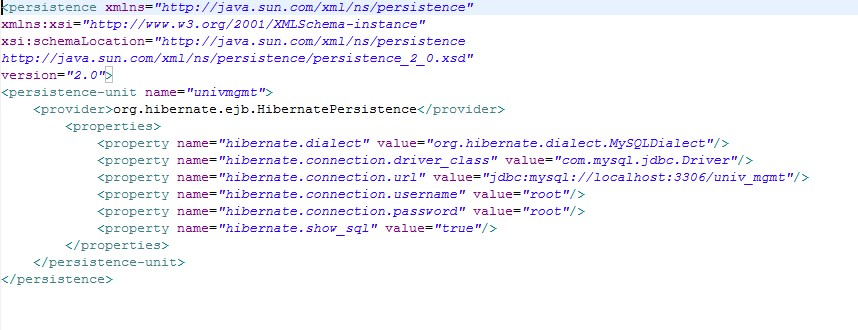 <persistence xmlns="http://java.sun.com/xml/ns/persistence"
xmlns:xsi="http://www.w3.org/2001/XMLSchema-instance"
xsi:schemaLocation="http://java.sun.com/xml/ns/persistence
http://java.sun.com/xml/ns/persistence/persistence_2_0.xsd"
version="2.0">
<persistence-unit name="univmgmt">
    <provider>org.hibernate.ejb.HibernatePersistence</provider>
        <properties>
            <property name="hibernate.dialect" value="org.hibernate.dialect.MySQLDialect"/>
            <property name="hibernate.connection.driver_class" value="com.mysql.jdbc.Driver"/>
            <property name="hibernate.connection.url" value="jdbc:mysql://localhost:3306/univ_mgmt"/>
            <property name="hibernate.connection.username" value="root"/>
            <property name="hibernate.connection.password" value="root"/>
            <property name="hibernate.show_sql" value="true"/>
        </properties>
    </persistence-unit>
</persistence>